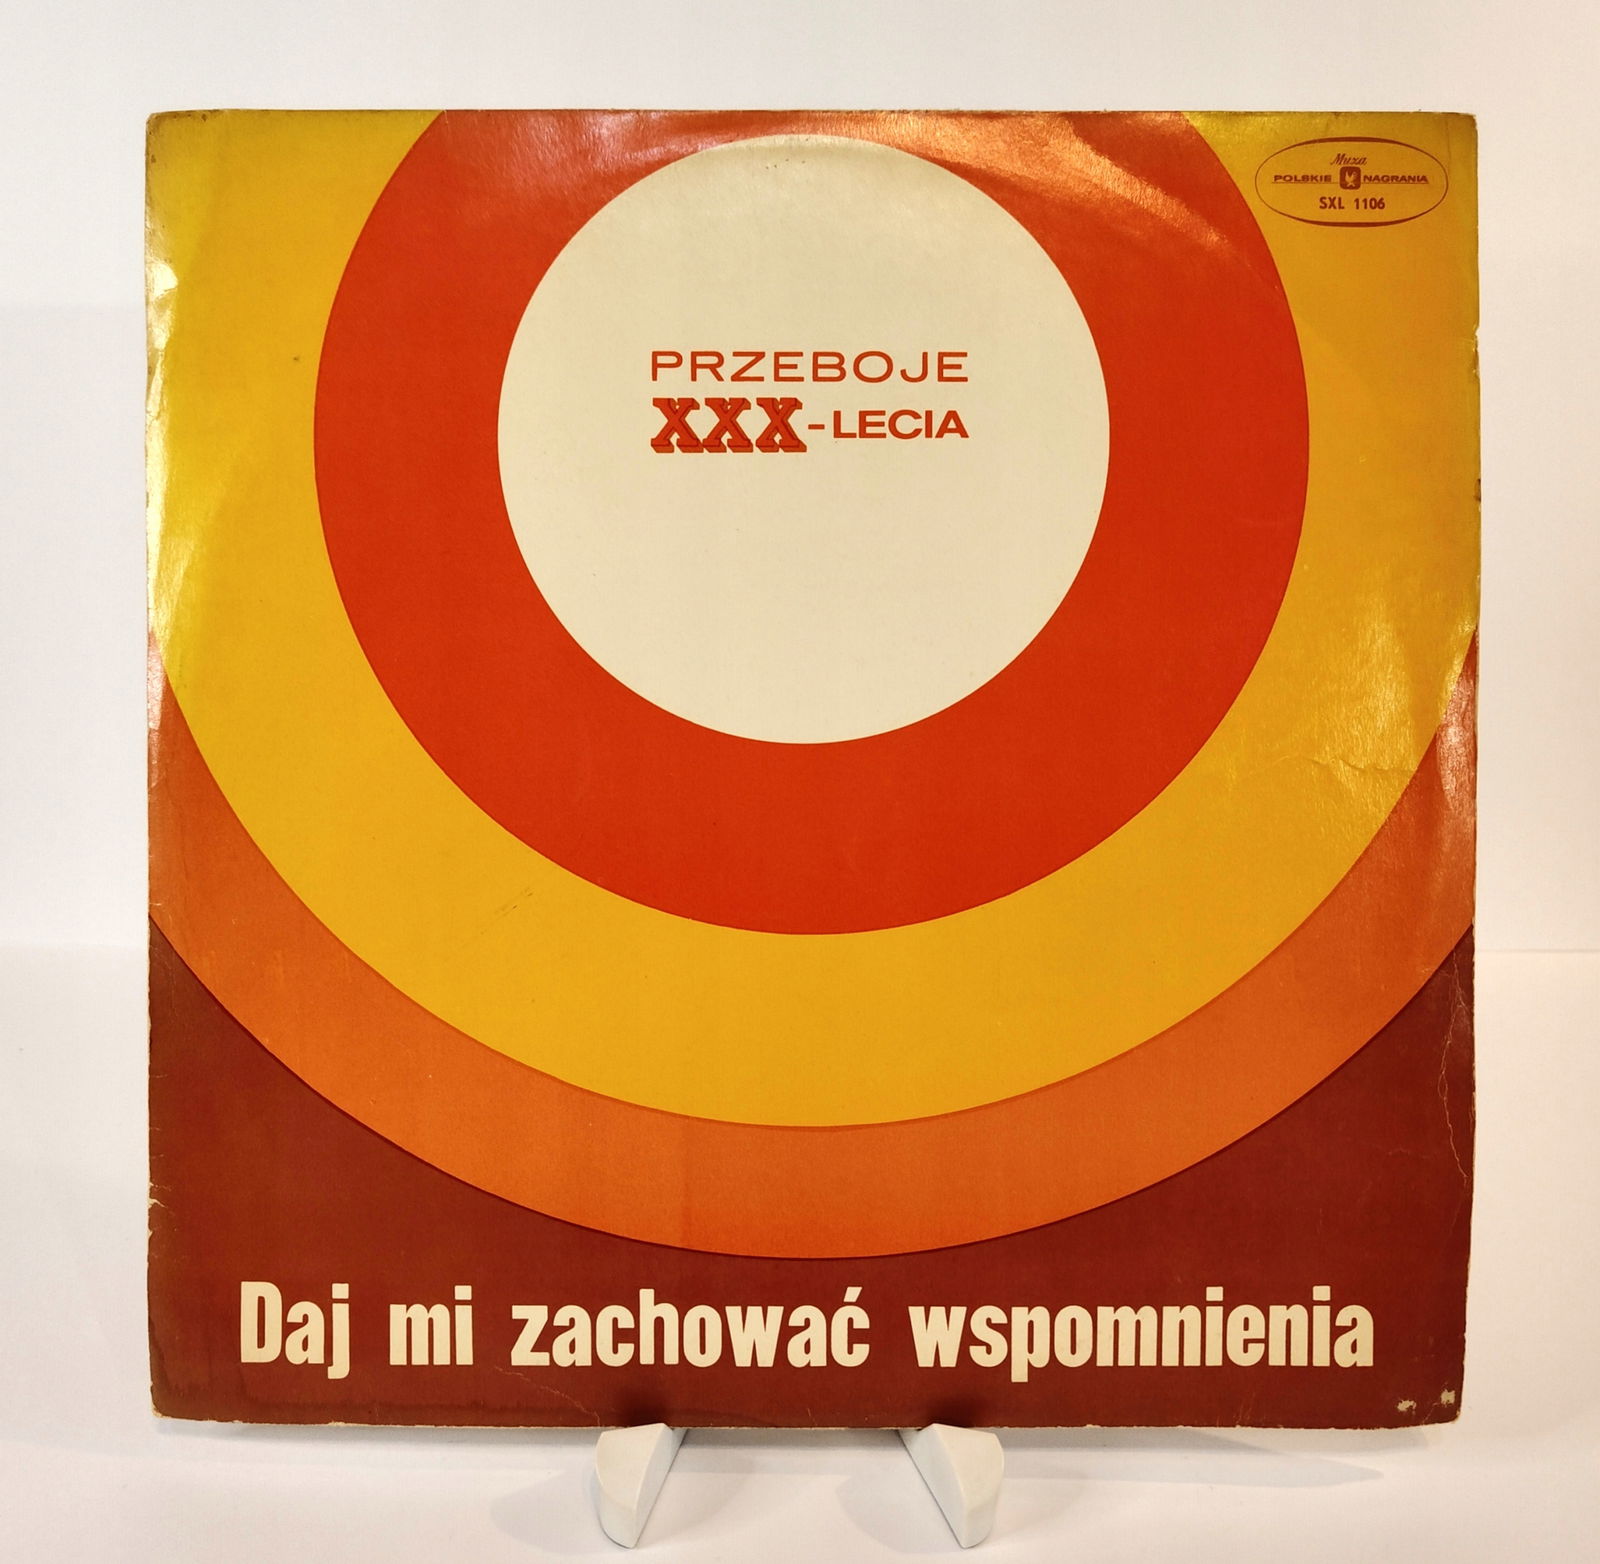 Muza
POLSKIE NAGRANIA
SXL 1106
PRZEBOJE
XXX-LECIA
Daj mi zachować wspomnienia